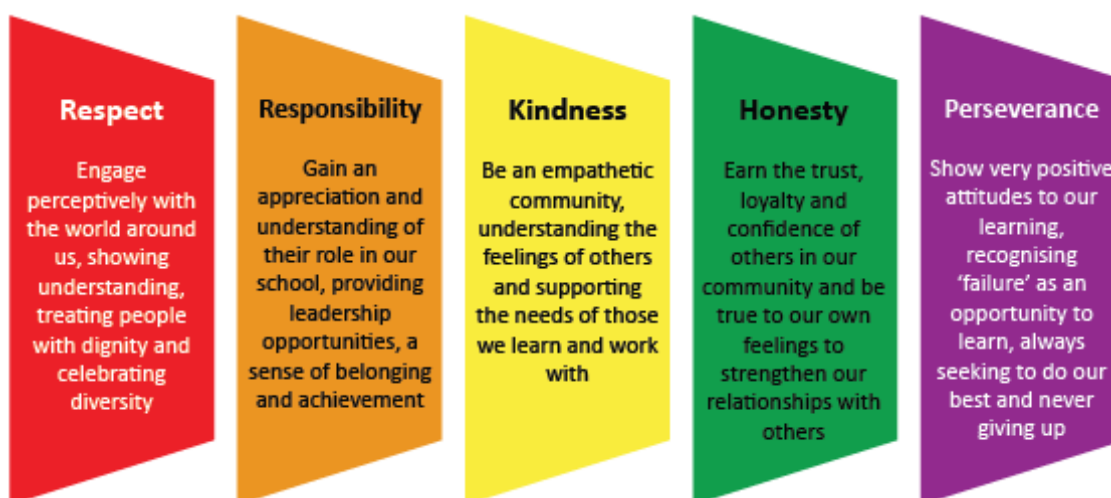 Respect
Engage
perceptively with
the world around
us, showing
understanding,
treating people
with dignity and
celebrating
diversity
Responsibility
Gain an
appreciation and
understanding of
their role in our
school, providing
leadership
opportunities, a
sense of belonging
and achievement
Kindness
Be an empathetic
community,
understanding the
feelings of others
and supporting
the needs of those
we learn and work
with
Honesty
Earn the trust,
loyalty and
confidence of
others in our
community and be
true to our own
feelings to
strengthen our
relationships with
others
Perseverance
Show very positive
attitudes to our
learning,
recognising
‘failure’ as an
opportunity to
learn, always
seeking to do our
best and never
giving up